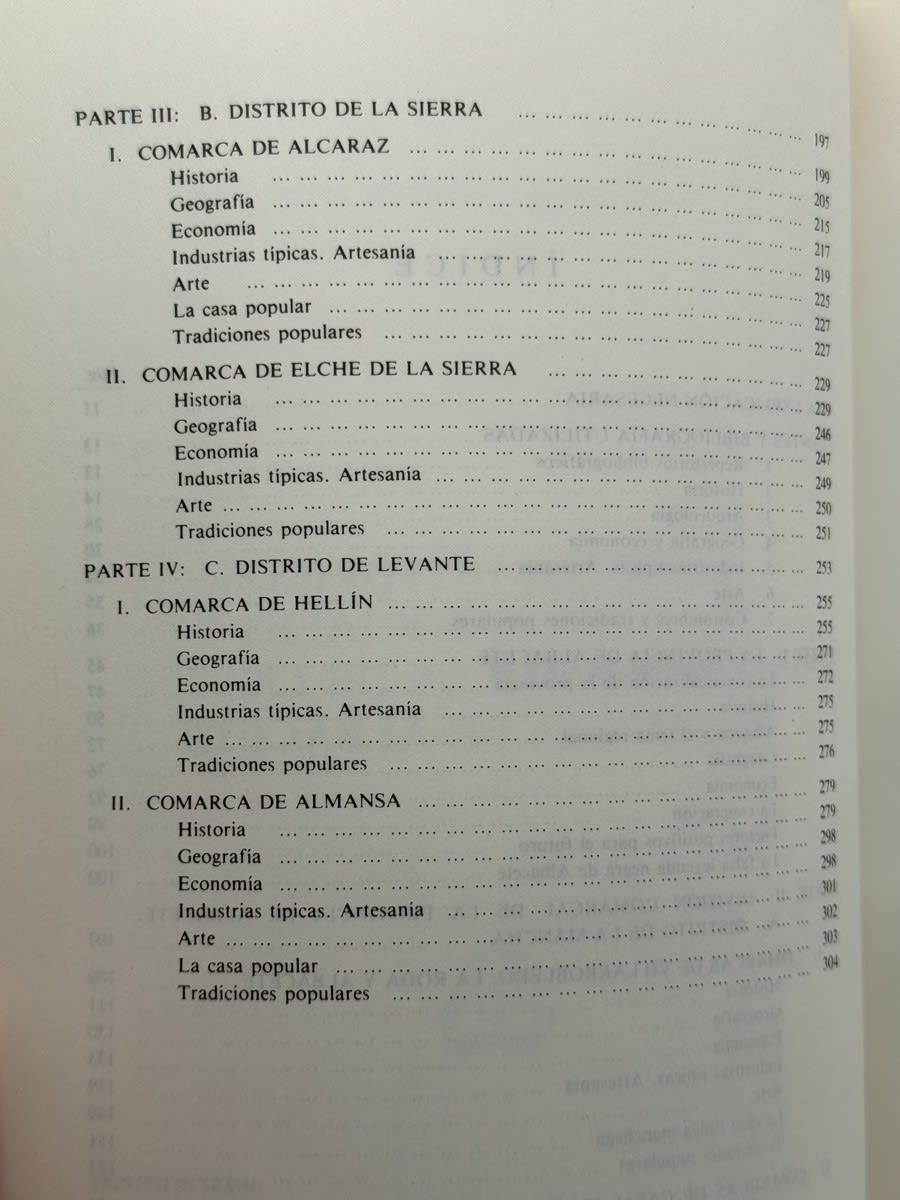 PARTE III: B. DISTRITO DE LA SIERRA ... 197
I. COMARCA DE ALCARAZ ... 199
Historia ... 205
Geografía ... 215
Economía ... 217
Industrias típicas. Artesanía ... 219
Arte ... 225
La casa popular ... 227
Tradiciones populares ... 227
II. COMARCA DE ELCHE DE LA SIERRA ... 229
Historia ... 229
Geografía ... 246
Economía ... 247
Industrias típicas. Artesanía ... 249
Arte ... 250
Tradiciones populares ... 251
PARTE IV: C. DISTRITO DE LEVANTE ... 253
I. COMARCA DE HELLÍN ... 255
Historia ... 255
Geografía ... 271
Economía ... 272
Industrias típicas. Artesanía ... 275
Arte ... 275
Tradiciones populares ... 276
II. COMARCA DE ALMANSA ... 279
Historia ... 279
Geografía ... 298
Economía ... 298
Industrias típicas. Artesanía ... 301
Arte ... 302
La casa popular ... 303
Tradiciones populares ... 304